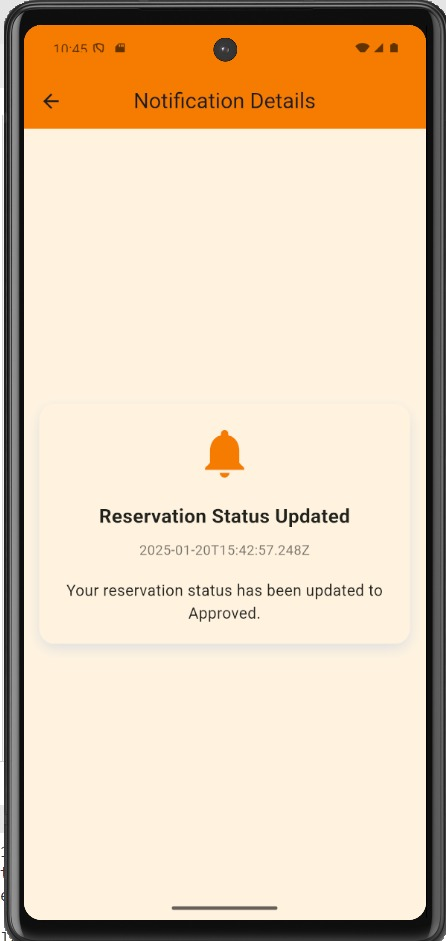 10:45
Notification Details
Reservation Status Updated
2025-01-20T15:42:57.248Z
Your reservation status has been updated to
Approved.